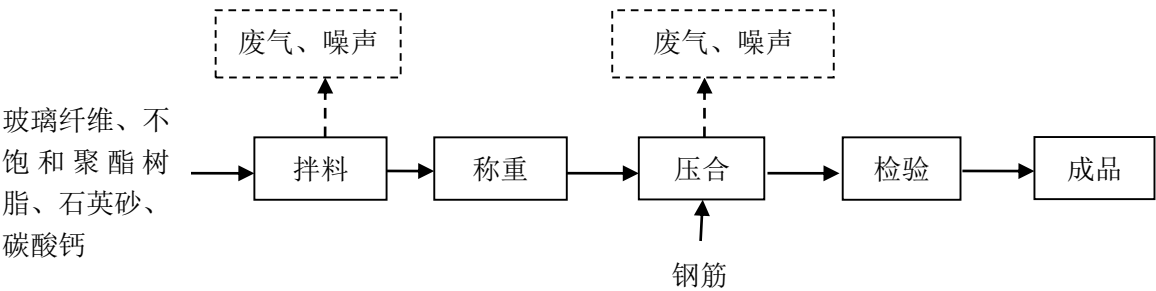 废气、噪声
废气、噪声
玻璃纤维、不
饱和聚酯树
脂、石英砂、
碳酸钙
拌料
称重
压合
检验
成品
钢筋